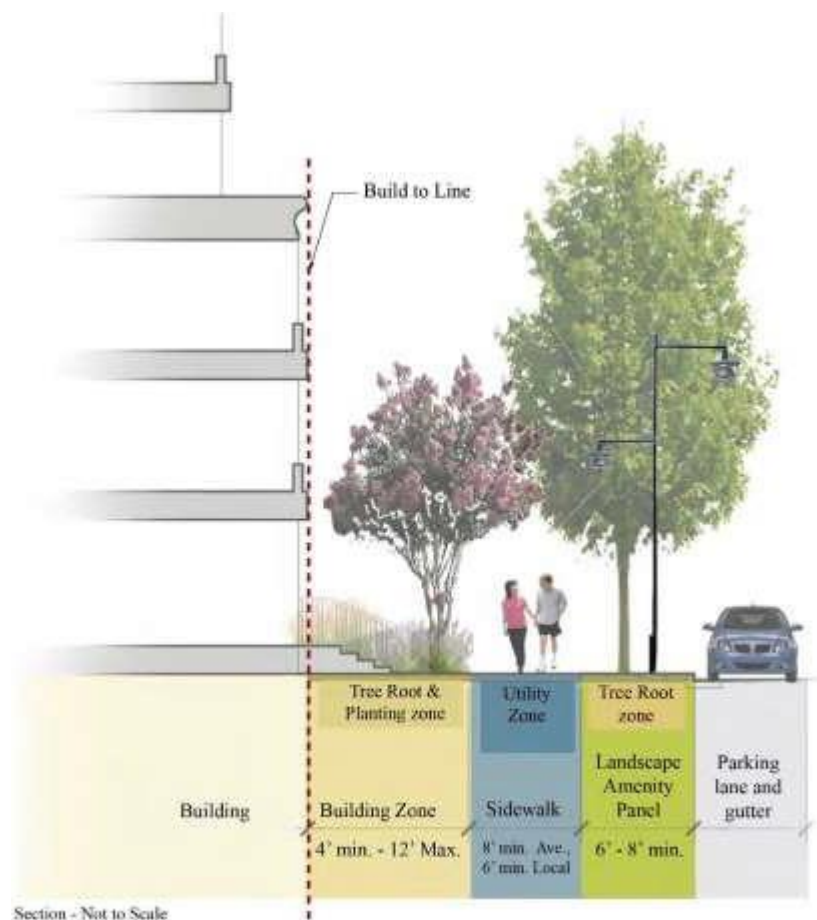 Build to Line
Tree Root &
Planting zone
Utility
Zone
Tree Root
zone
Building
Building Zone
Sidewalk
Landscape
Amenity
Panel
Parking
lane and
gutter
4' min. - 12' Max.
8' min. Ave.,
6' min. Local
6' - 8' min.
Section - Not to Scale